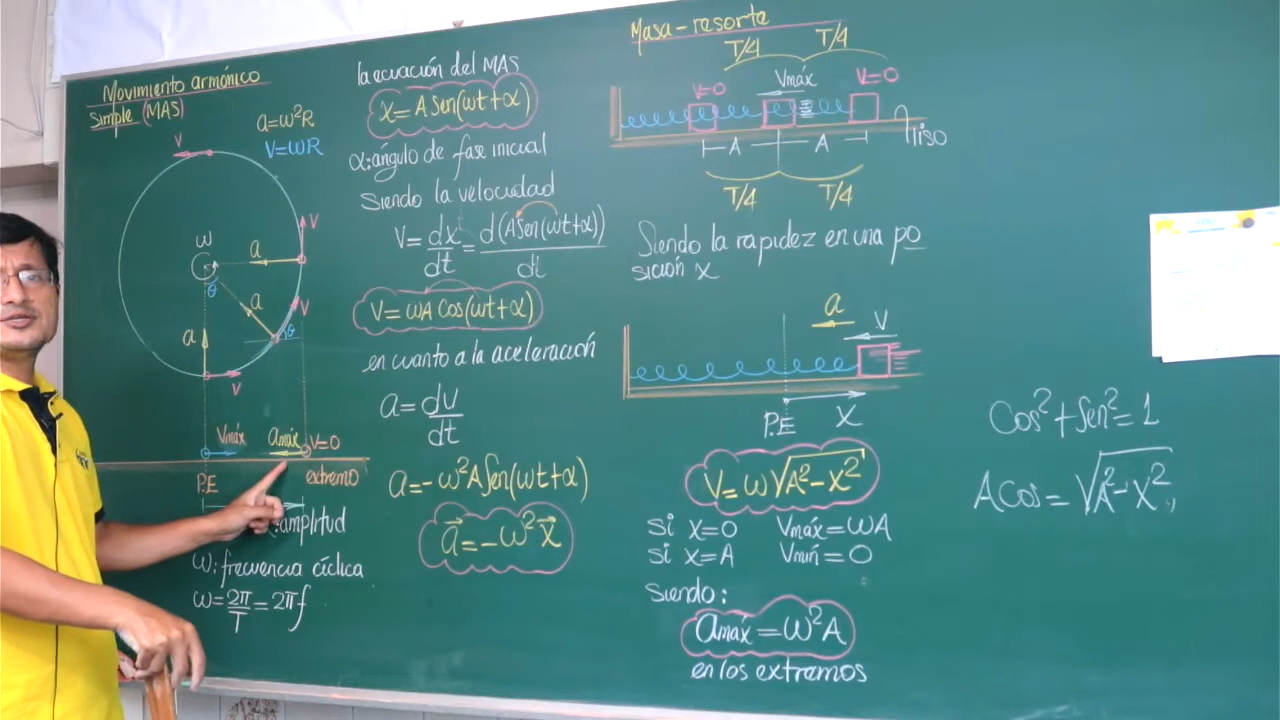 Movimiento armónico
Simple (MAS)
a=ω²R
V=ωR
V
V
ω
a
θ
a
V
θ
a
V
Vmáx
amáx
V=0
P.E
extremo
amplitud
ω: frecuencia cíclica
ω=2π/T=2πf
la ecuación del MAS
X=A Sen(ωt+α)
α: ángulo de fase inicial
Siendo la velocidad
V=dx/dt=d(ASen(ωt+α))/dt
V=ωA Cos(ωt+α)
en cuanto a la aceleración
a=dv/dt
a=-ω²A Sen(ωt+α)
a⃗=-ω²x⃗
Masa-resorte
T/4 T/4
V=0 Vmáx V=0
A A
liso
T/4 T/4
Siendo la rapidez en una po
sición x
a
V
P.E X
V=ω√A²-X²
si x=0 Vmáx=ωA
si x=A Vmín=0
Siendo:
amáx=ω²A
en los extremos
Cos²+Sen²=1
ACos=√A²-X²